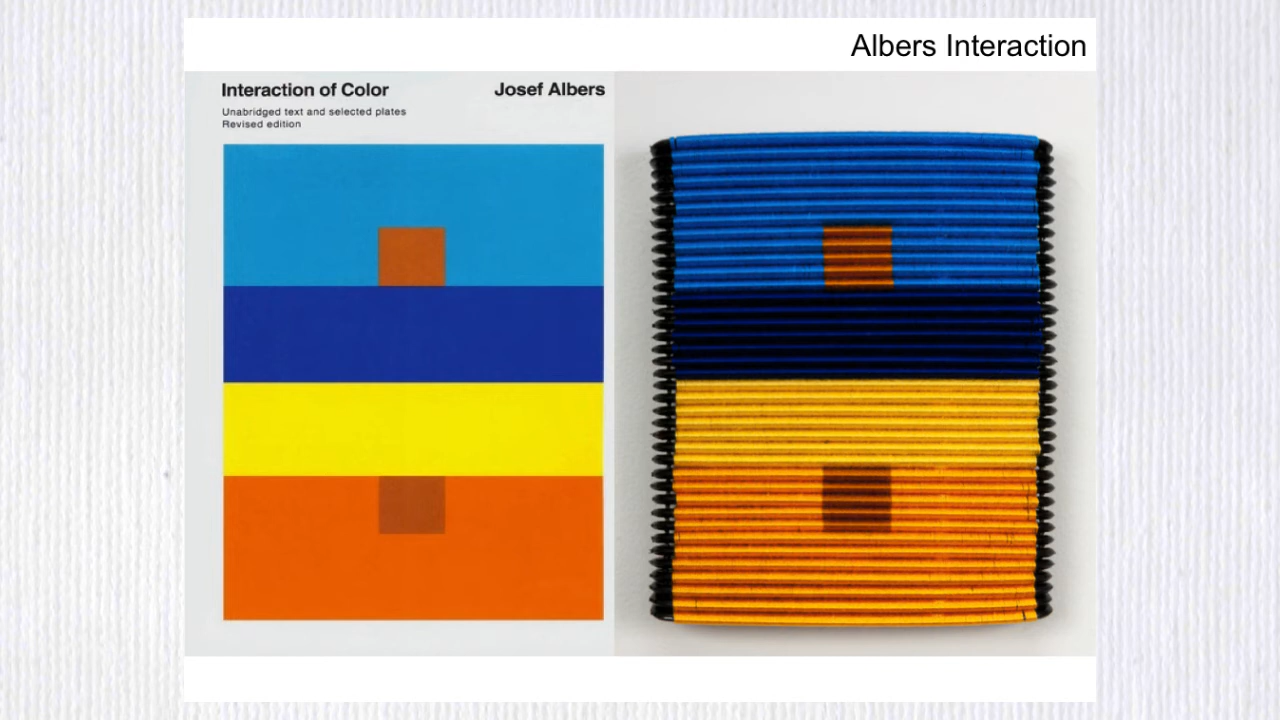 Albers Interaction
Interaction of Color
Josef Albers
Unabridged text and selected plates
Revised edition